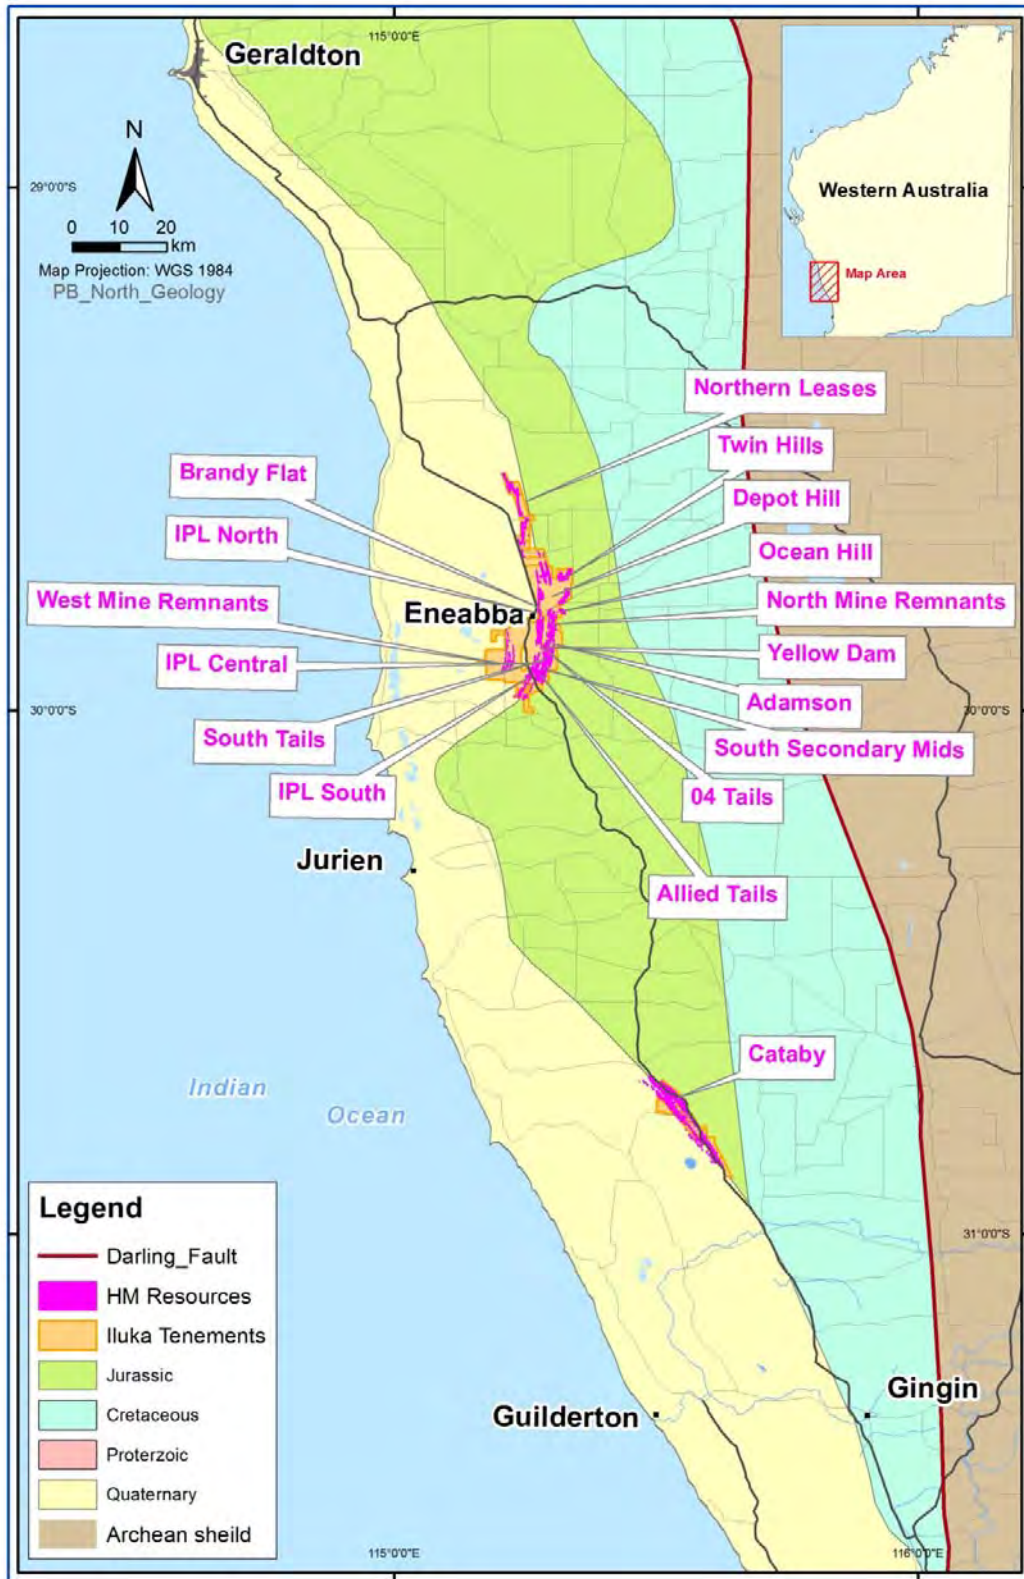 115°0'0"E
Geraldton
N
29°0'0"S
0 10 20
km
Map Projection: WGS 1984
PB_North_Geology
Western Australia
Map Area
Northern Leases
Twin Hills
Brandy Flat
Depot Hill
IPL North
Ocean Hill
West Mine Remnants
Eneabba
North Mine Remnants
IPL Central
Yellow Dam
Adamson
30°0'0"S
30°0'0"S
South Tails
South Secondary Mids
IPL South
04 Tails
Jurien
Allied Tails
Cataby
Indian
Ocean
Legend
Darling_Fault
HM Resources
Iluka Tenements
Jurassic
Cretaceous
Proterzoic
Quaternary
Archean sheild
31°0'0"S
Gingin
Guilderton
115°0'0"E
116°0'0"E